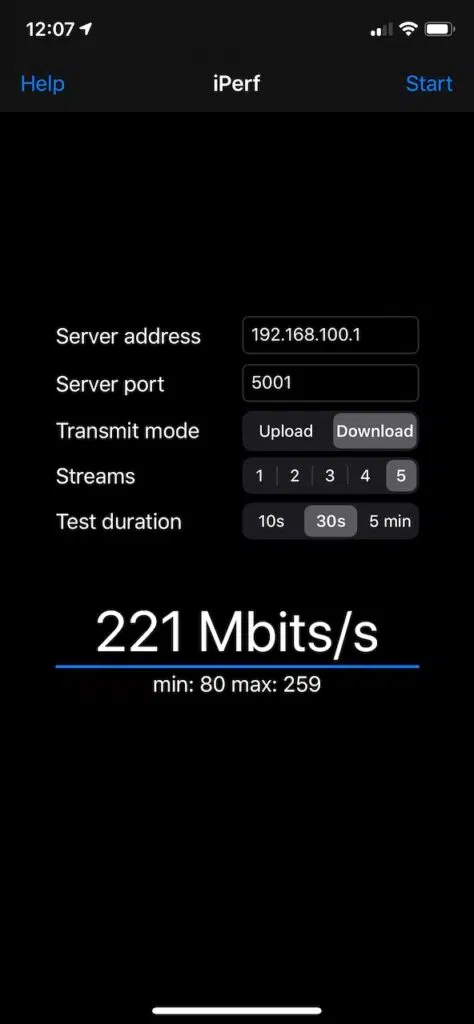 12:07
Help iPerf Start
Server address 192.168.100.1
Server port 5001
Transmit mode Upload Download
Streams 1 2 3 4 5
Test duration 10s 30s 5 min
221 Mbits/s
min: 80 max: 259